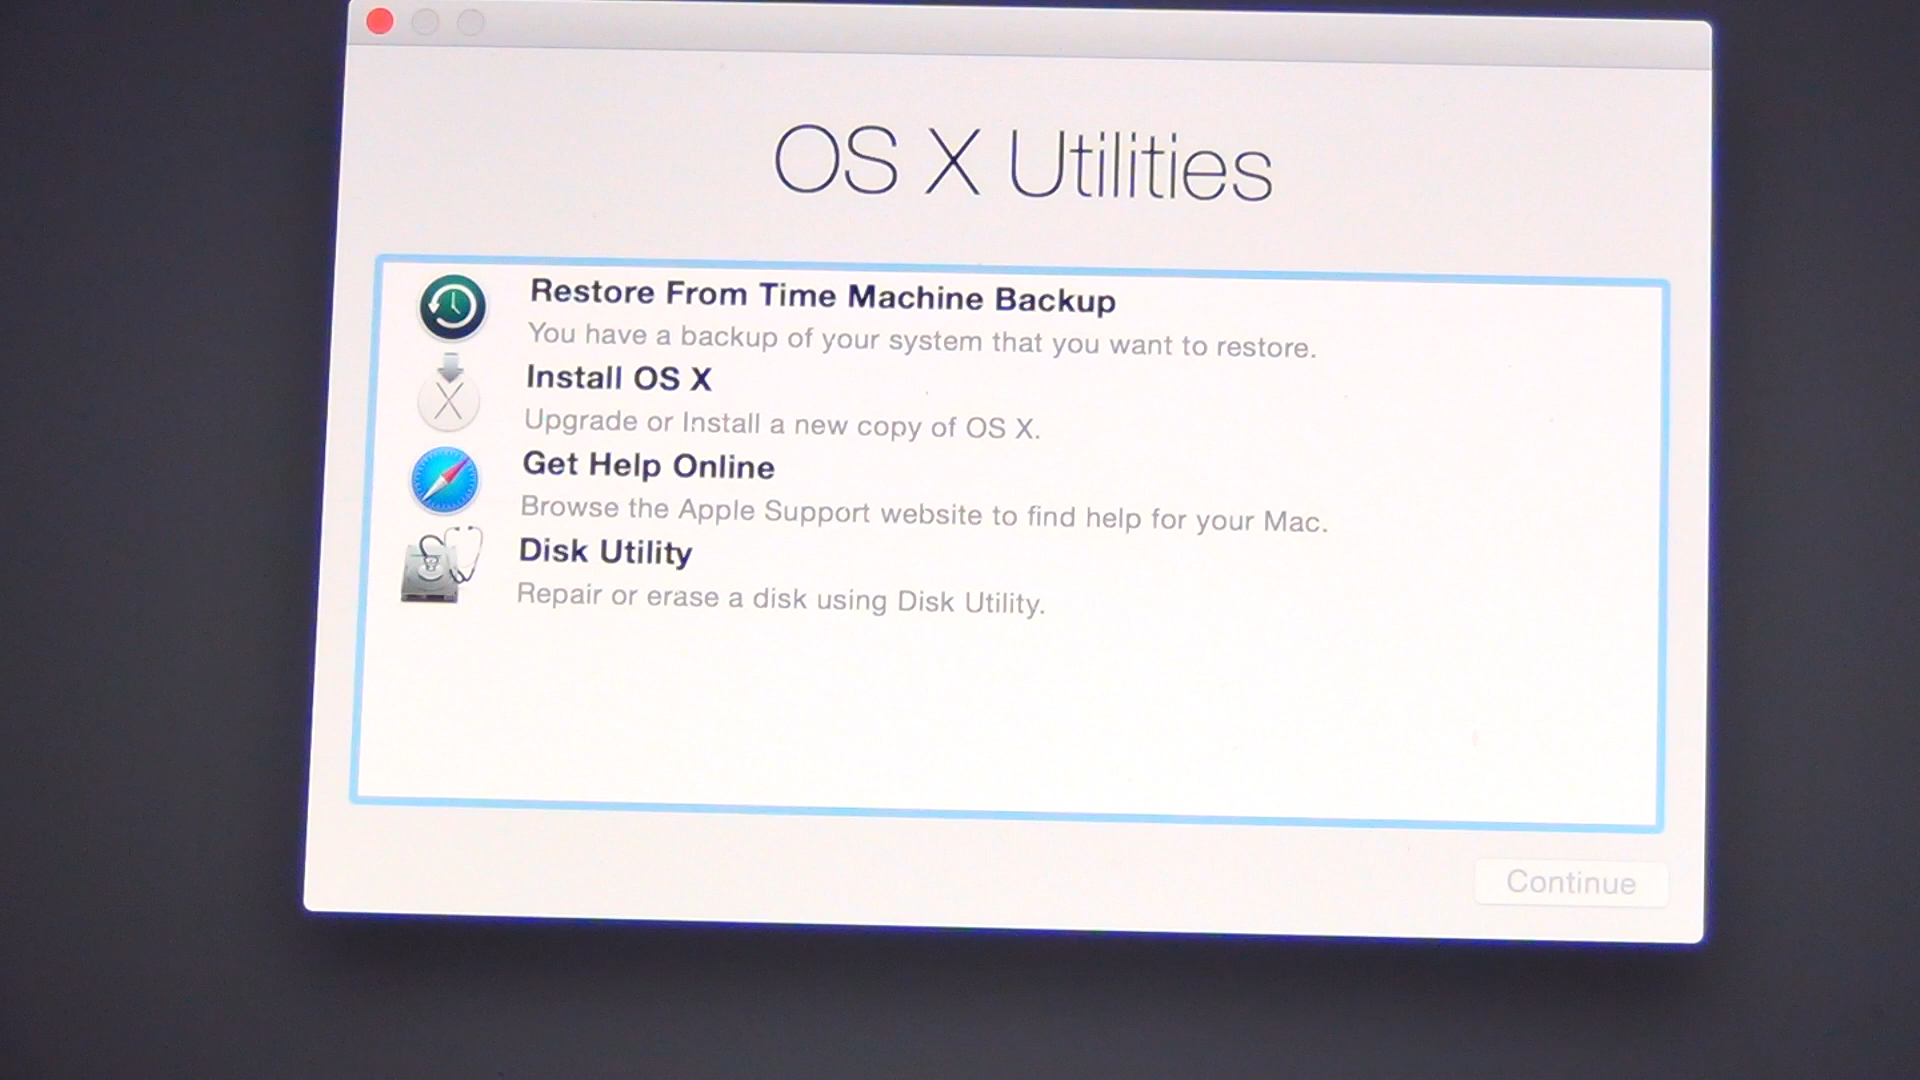 OS X Utilities
Restore From Time Machine Backup
You have a backup of your system that you want to restore.
Install OS X
Upgrade or Install a new copy of OS X.
Get Help Online
Browse the Apple Support website to find help for your Mac.
Disk Utility
Repair or erase a disk using Disk Utility.
Continue